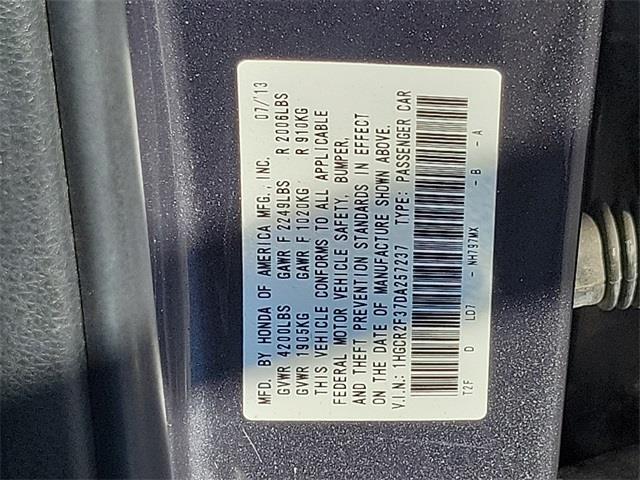 MFD. BY HONDA OF AMERICA MFG., INC. 07/'13
GVWR 4200LBS GAWR F 2249LBS R 2006LBS
GVWR 1905KG GAWR F 1020KG R 910KG
THIS VEHICLE CONFORMS TO ALL APPLICABLE
FEDERAL MOTOR VEHICLE SAFETY, BUMPER,
AND THEFT PREVENTION STANDARDS IN EFFECT
ON THE DATE OF MANUFACTURE SHOWN ABOVE.
V.I.N.: 1HGCR2F37DA257237 TYPE: PASSENGER CAR
T2F D LD7 - NH797MX - B - A